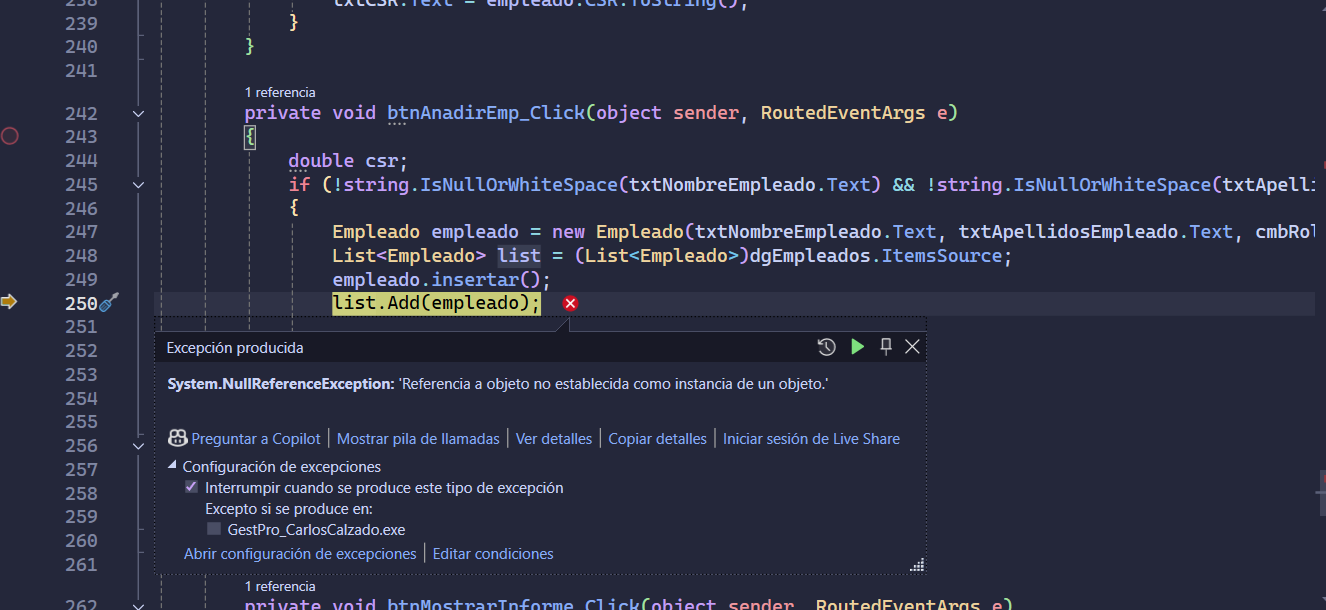 238 txtCSR.Text = empleado.CSR.ToString();
239 }
240 }
241
1 referencia
242 private void btnAnadirEmp_Click(object sender, RoutedEventArgs e)
243 {
244 double csr;
245 if (!string.IsNullOrWhiteSpace(txtNombreEmpleado.Text) && !string.IsNullOrWhiteSpace(txtApelli
246 {
247 Empleado empleado = new Empleado(txtNombreEmpleado.Text, txtApellidosEmpleado.Text, cmbRol
248 List<Empleado> list = (List<Empleado>)dgEmpleados.ItemsSource;
249 empleado.insertar();
250 list.Add(empleado);
251
Excepción producida
252
253 System.NullReferenceException: 'Referencia a objeto no establecida como instancia de un objeto.'
254
255
256 Preguntar a Copilot | Mostrar pila de llamadas | Ver detalles | Copiar detalles | Iniciar sesión de Live Share
257 Configuración de excepciones
258 Interrumpir cuando se produce este tipo de excepción
259 Excepto si se produce en:
260 GestPro_CarlosCalzado.exe
261 Abrir configuración de excepciones | Editar condiciones
1 referencia
262 private void btnMostrarInforme_Click(object sender, RoutedEventArgs e)